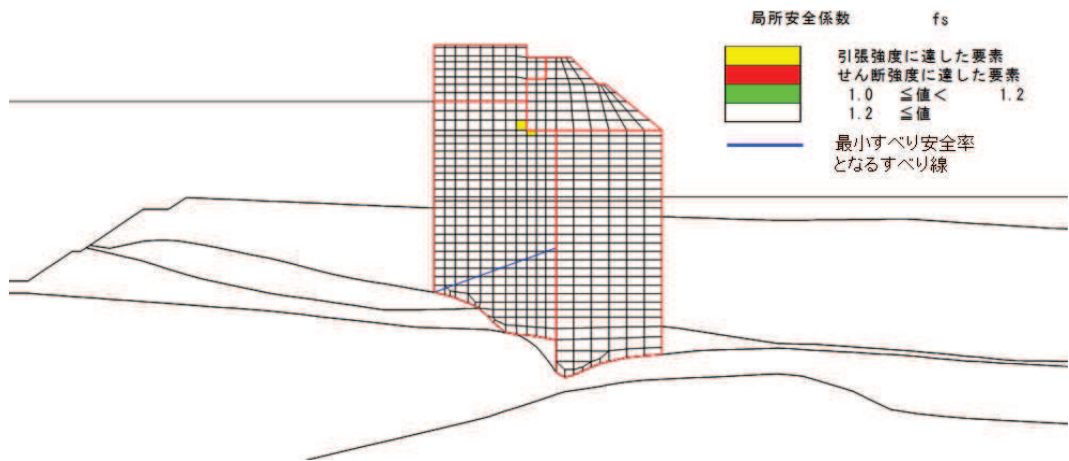 局所安全係数 fs
引張強度に達した要素
せん断強度に達した要素
1.0 ≦値< 1.2
1.2 ≦値
最小すべり安全率
となるすべり線